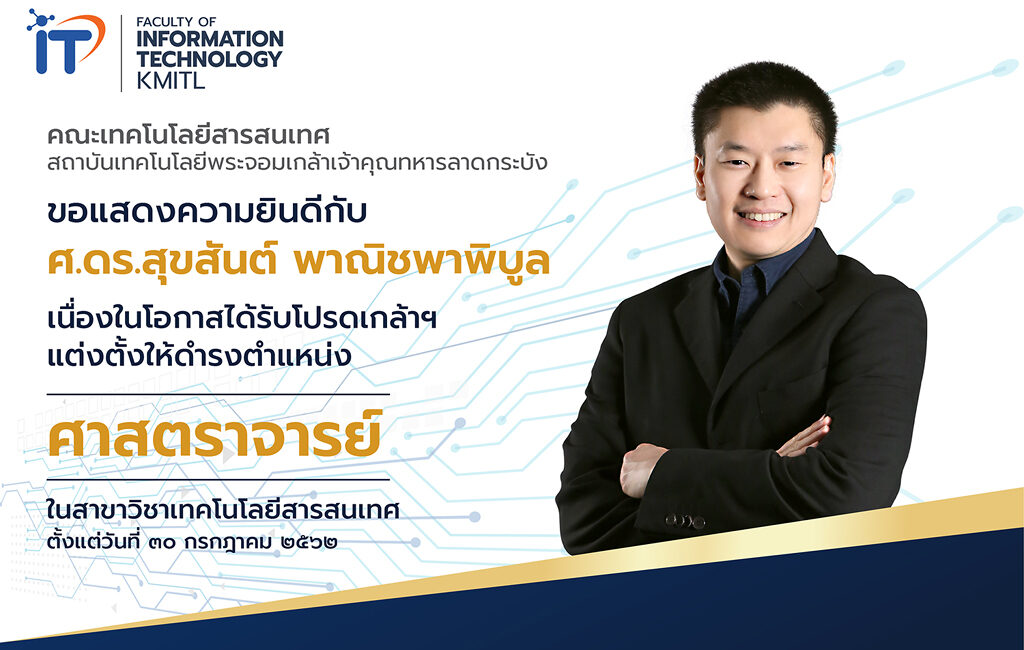 iT
FACULTY OF
INFORMATION
TECHNOLOGY
KMITL
คณะเทคโนโลยีสารสนเทศ
สถาบันเทคโนโลยีพระจอมเกล้าเจ้าคุณทหารลาดกระบัง
ขอแสดงความยินดีกับ
ศ.ดร.สุขสันต์ พาณิชพาพิบูล
เนื่องในโอกาสได้รับโปรดเกล้าฯ
แต่งตั้งให้ดำรงตำแหน่ง
ศาสตราจารย์
ในสาขาวิชาเทคโนโลยีสารสนเทศ
ตั้งแต่วันที่ ๓๐ กรกฎาคม ๒๕๖๒